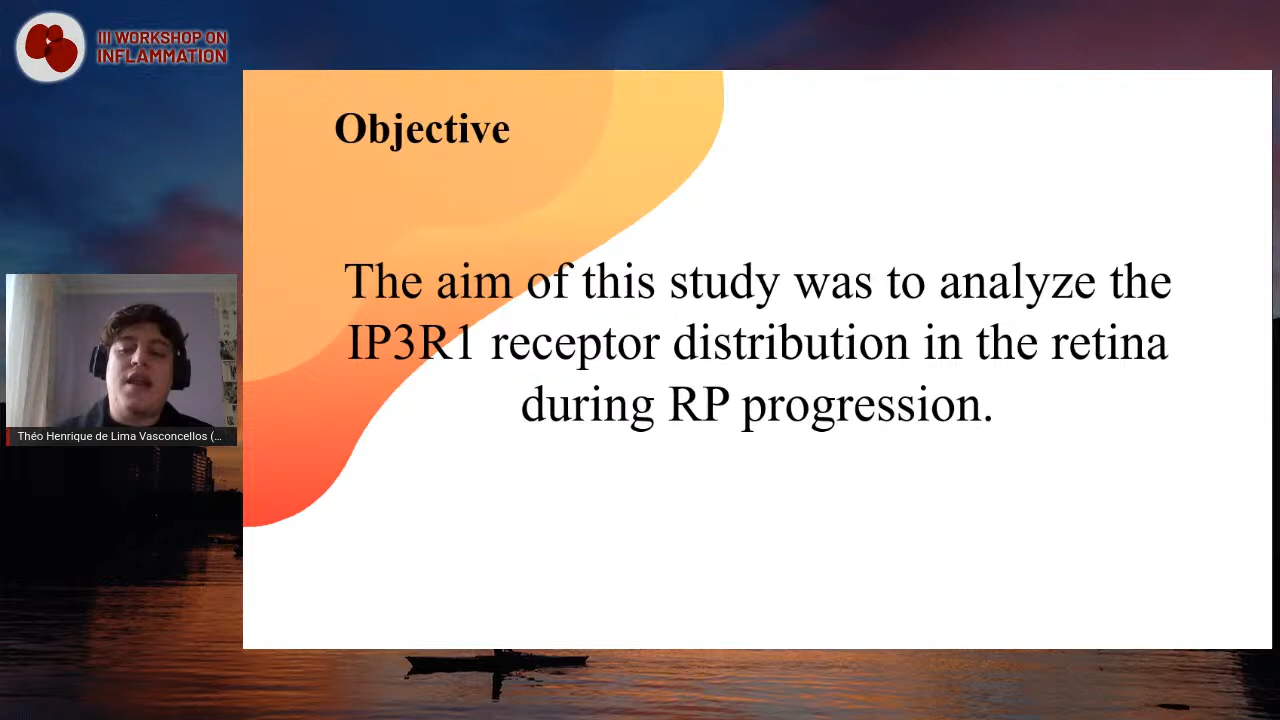 III WORKSHOP ON
INFLAMMATION
Objective
The aim of this study was to analyze the
IP3R1 receptor distribution in the retina
during RP progression.
Théo Henrique de Lima Vasconcellos (...